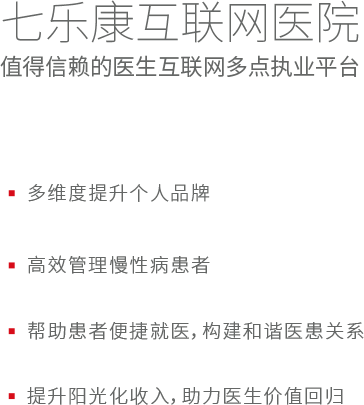 七乐康互联网医院
值得信赖的医生互联网多点执业平台
多维度提升个人品牌
高效管理慢性病患者
帮助患者便捷就医，构建和谐医患关系
提升阳光化收入，助力医生价值回归